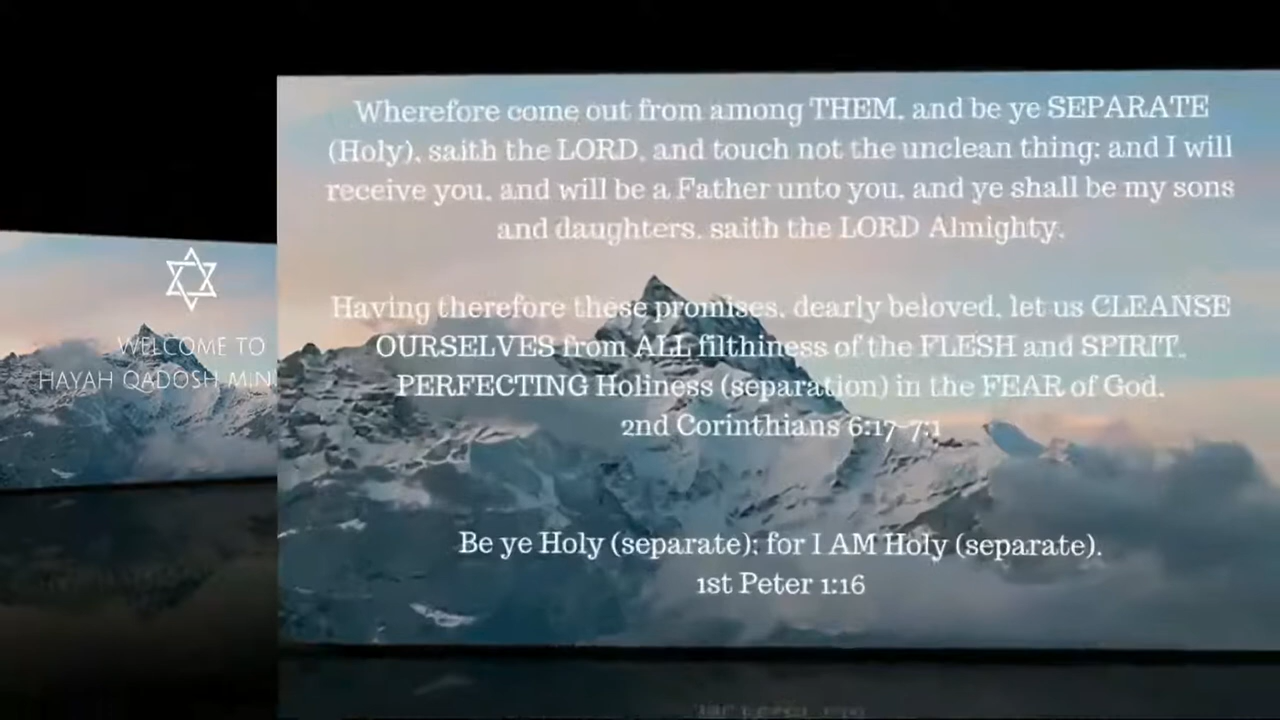 WELCOME TO
HAYAH QADOSH MIN
Wherefore come out from among THEM, and be ye SEPARATE
(Holy), saith the LORD, and touch not the unclean thing; and I will
receive you, and will be a Father unto you, and ye shall be my sons
and daughters, saith the LORD Almighty.
Having therefore these promises, dearly beloved, let us CLEANSE
OURSELVES from ALL filthiness of the FLESH and SPIRIT,
PERFECTING Holiness (separation) in the FEAR of God.
2nd Corinthians 6:17-7:1
Be ye Holy (separate); for I AM Holy (separate).
1st Peter 1:16